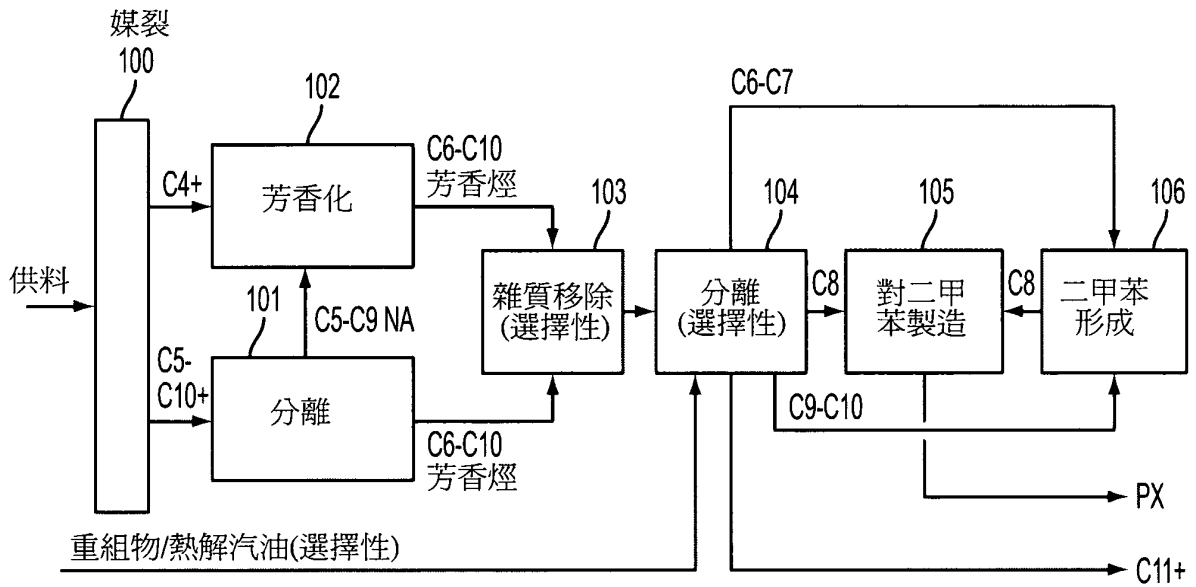 媒裂
100
供料
C4+
102
芳香化
C6-C10
芳香烴
C5-C9 NA
101
C5-
C10+
分離
C6-C10
芳香烴
103
雜質移除
(選擇性)
C6-C7
104
分離
(選擇性)
C8
105
對二甲
苯製造
C8
106
二甲苯
形成
C9-C10
PX
重組物/熱解汽油(選擇性)
C11+